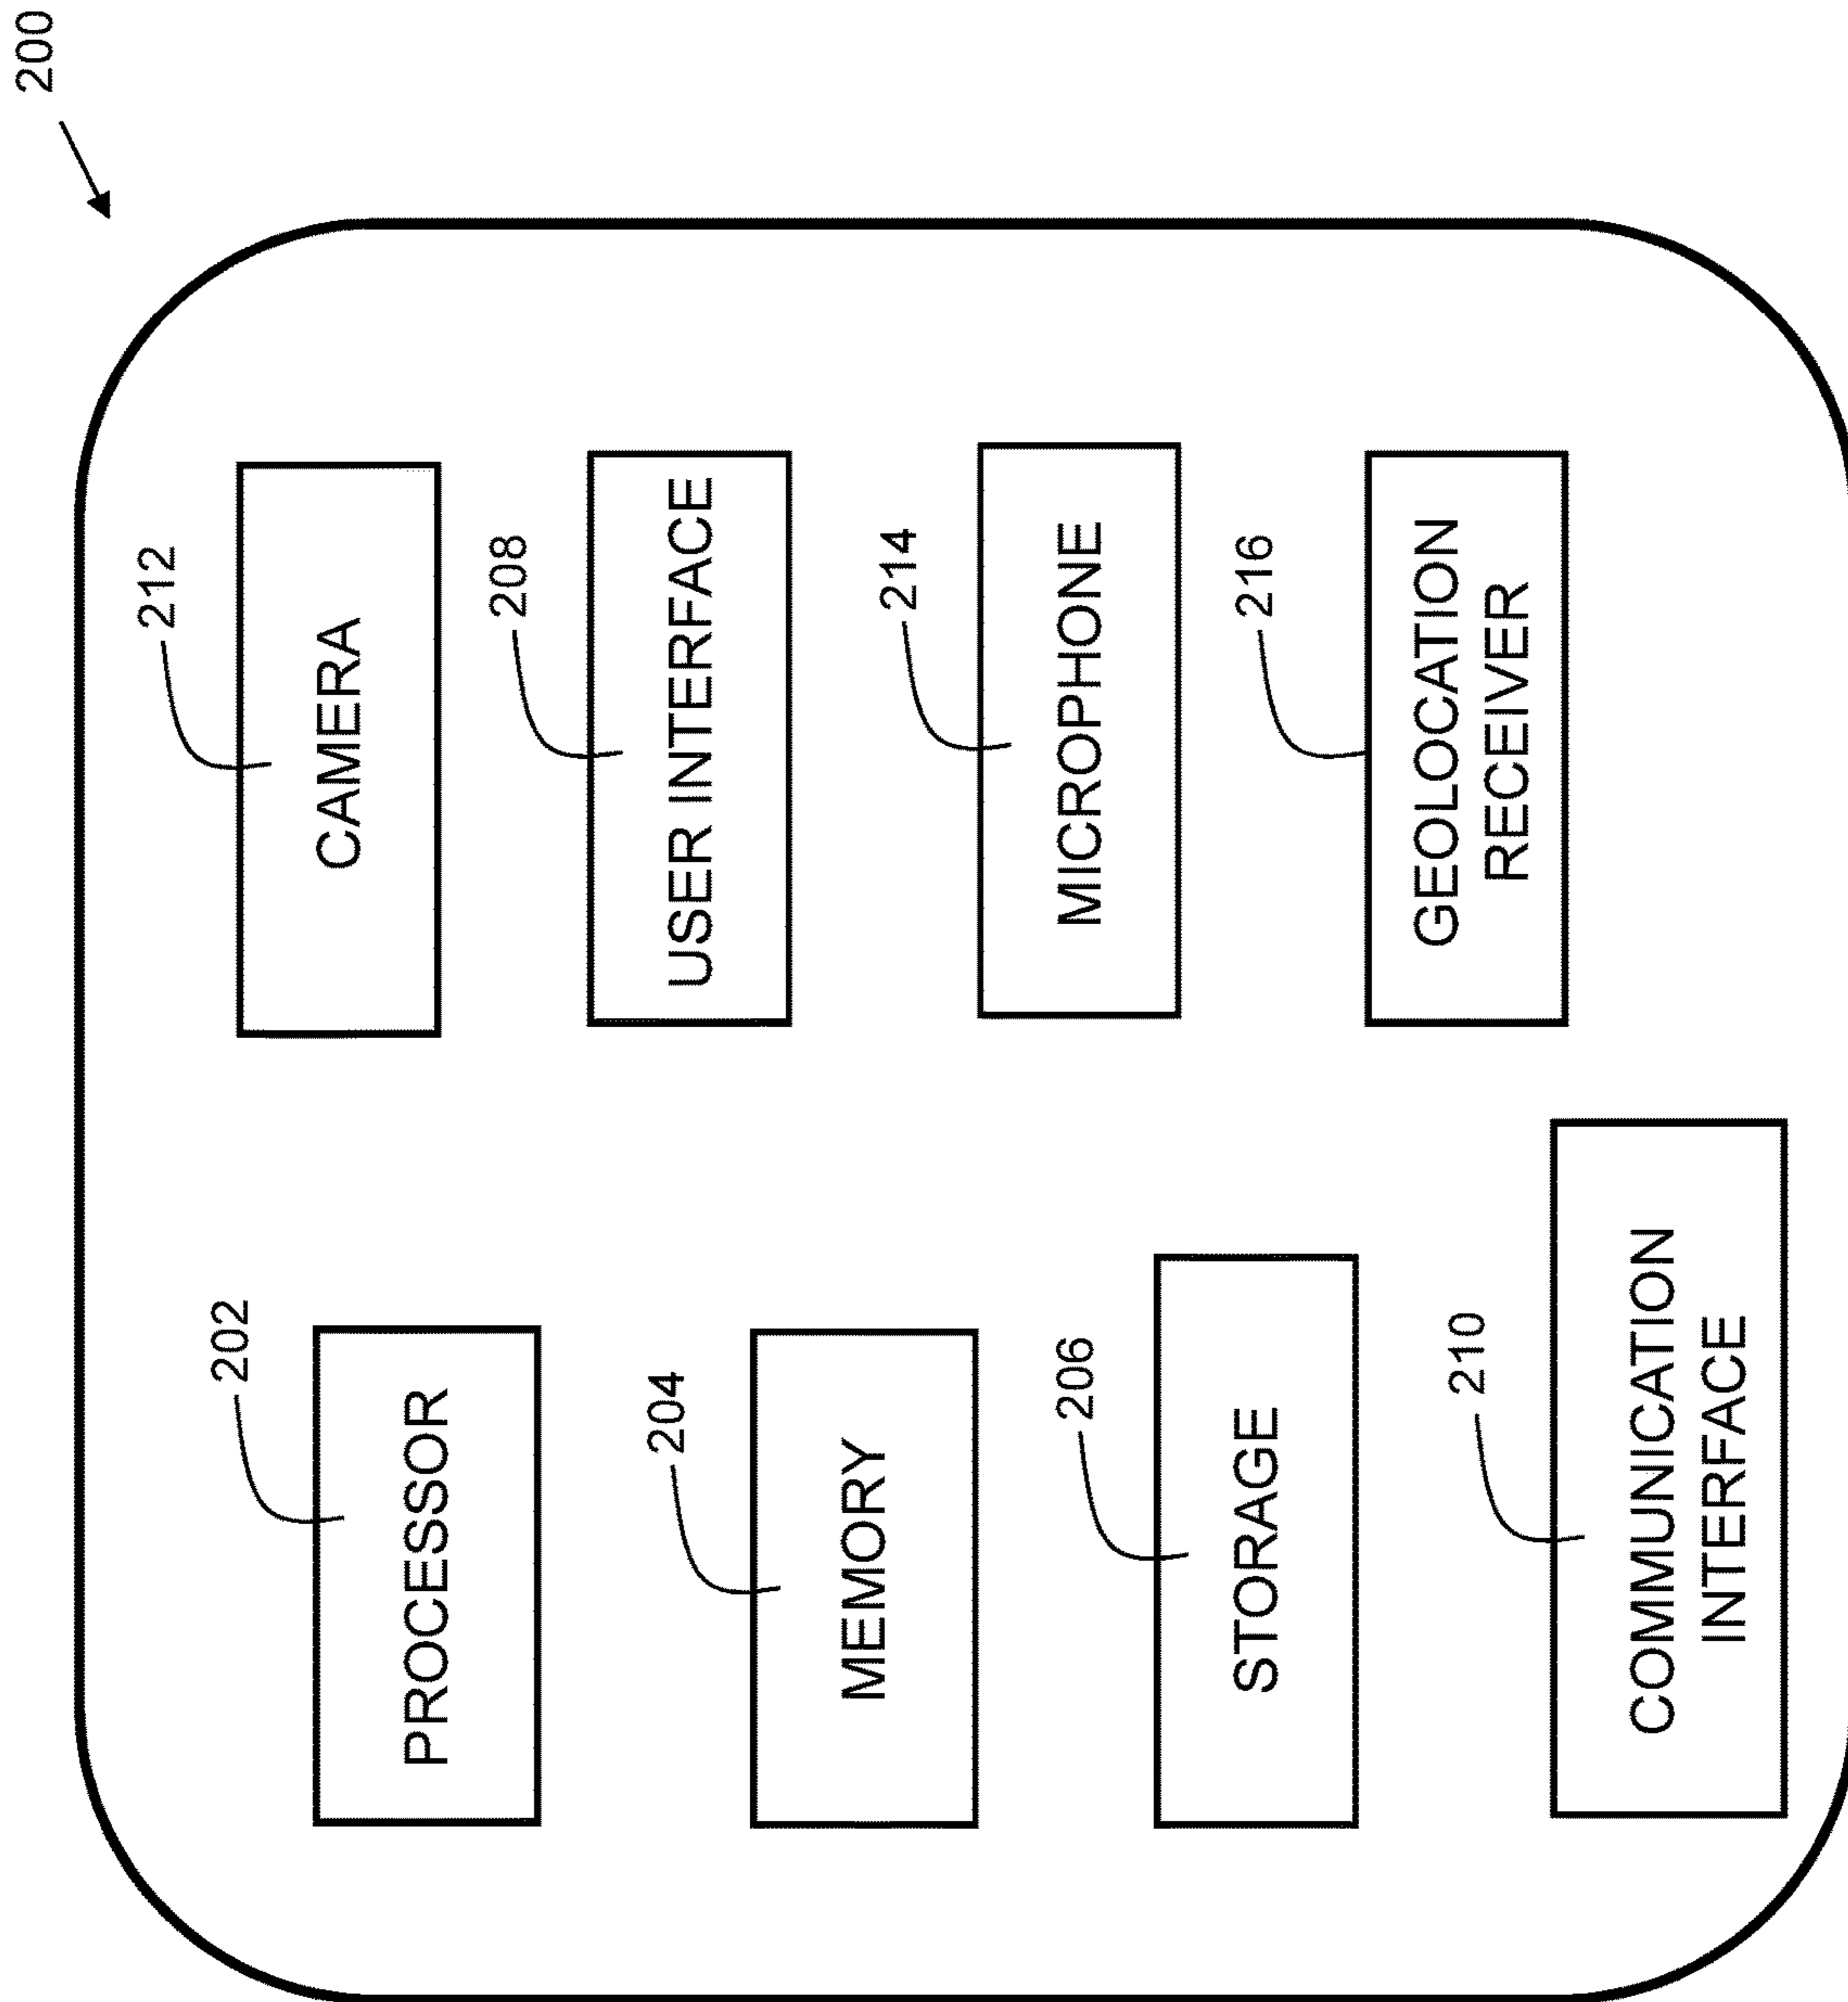 200
202
PROCESSOR
212
CAMERA
204
MEMORY
208
USER INTERFACE
206
STORAGE
214
MICROPHONE
210
COMMUNICATION
INTERFACE
216
GEOLOCATION
RECEIVER